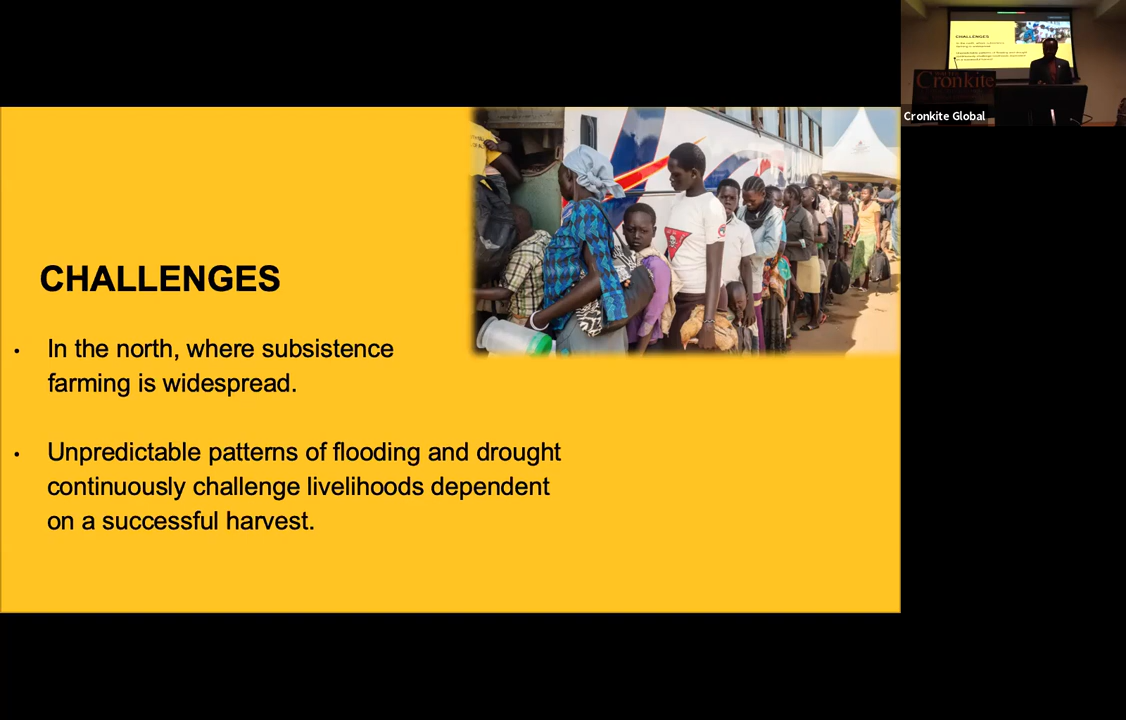 CHALLENGES
• In the north, where subsistence
farming is widespread.
• Unpredictable patterns of flooding and drought
continuously challenge livelihoods dependent
on a successful harvest.
CHALLENGES
Cronkite
Cronkite Global